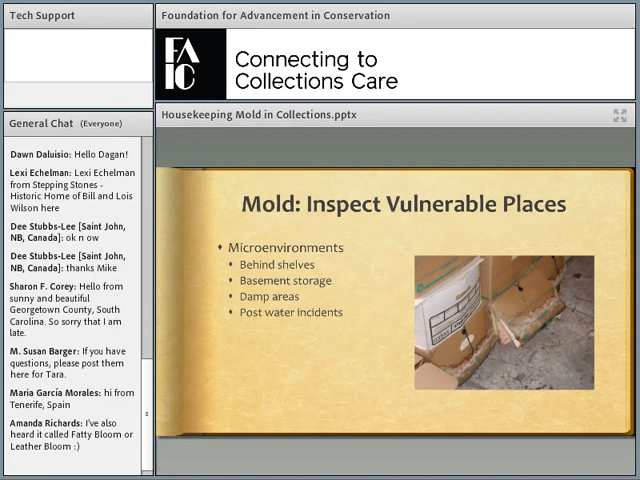 Tech Support
Foundation for Advancement in Conservation
FAIC
Connecting to
Collections Care
General Chat (Everyone)
Dawn Daluisio: Hello Dagan!
Lexi Echelman: Lexi Echelman
from Stepping Stones -
Historic Home of Bill and Lois
Wilson here
Dee Stubbs-Lee [Saint John,
NB, Canada]: ok n ow
Dee Stubbs-Lee [Saint John,
NB, Canada]: thanks Mike
Sharon F. Corey: Hello from
sunny and beautiful
Georgetown County, South
Carolina. So sorry that I am
late.
M. Susan Barger: If you have
questions, please post them
here for Tara.
Maria García Morales: hi from
Tenerife, Spain
Amanda Richards: I've also
heard it called Fatty Bloom or
Leather Bloom :)
Housekeeping Mold in Collections.pptx
Mold: Inspect Vulnerable Places
♦ Microenvironments
♦ Behind shelves
♦ Basement storage
♦ Damp areas
♦ Post water incidents